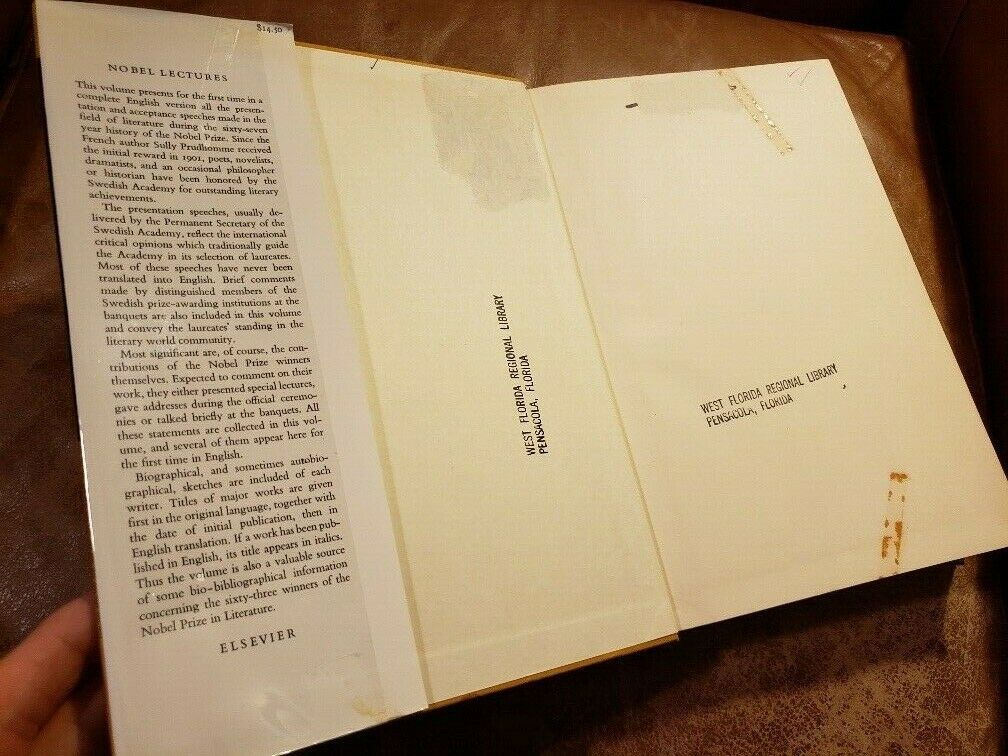 $14.50
NOBEL LECTURES
This volume presents for the first time in a
complete English version all the presen-
tation and acceptance speeches made in the
field of literature during the sixty-seven
year history of the Nobel Prize. Since the
French author Sully Prudhomme received
the initial reward in 1901, poets, novelists,
dramatists, and an occasional philosopher
or historian have been honored by the
Swedish Academy for outstanding literary
achievements.
The presentation speeches, usually de-
livered by the Permanent Secretary of the
Swedish Academy, reflect the international
critical opinions which traditionally guide
the Academy in its selection of laureates.
Most of these speeches have never been
translated into English. Brief comments
made by distinguished members of the
Swedish prize-awarding institutions at the
banquets are also included in this volume
and convey the laureates' standing in the
literary world community.
Most significant are, of course, the con-
tributions of the Nobel Prize winners
themselves. Expected to comment on their
work, they either presented special lectures,
gave addresses during the official ceremo-
nies or talked briefly at the banquets. All
these statements are collected in this vol-
ume, and several of them appear here for
the first time in English.
Biographical, and sometimes autobio-
graphical, sketches are included of each
writer. Titles of major works are given
first in the original language, together with
the date of initial publication, then in
English translation. If a work has been pub-
lished in English, its title appears in italics.
Thus the volume is also a valuable source
of some bio-bibliographical information
concerning the sixty-three winners of the
Nobel Prize in Literature.
ELSEVIER
WEST FLORIDA REGIONAL LIBRARY
PENSACOLA, FLORIDA
WEST FLORIDA REGIONAL LIBRARY
PENSACOLA, FLORIDA